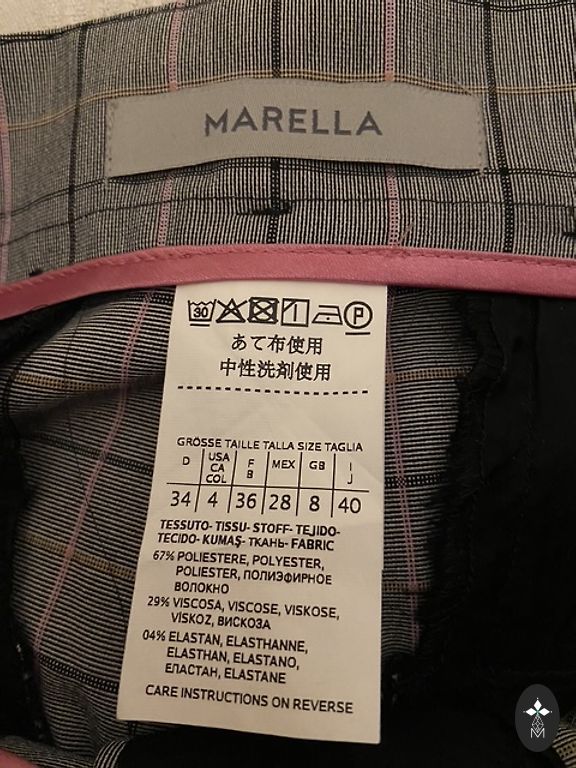 MARELLA
30
P
あて布使用
中性洗剤使用
GRÖSSE TAILLE TALLA SIZE TAGLIA
D USA CA COL F B MEX GB I J
34 4 36 28 8 40
TESSUTO- TISSU- STOFF- TEJIDO-
TECIDO- KUMAŞ- ТКАНЬ- FABRIC
67% POLIESTERE, POLYESTER,
POLIESTER, ПОЛИЭФИРНОЕ
ВОЛОКНО
29% VISCOSA, VISCOSE, VISKOSE,
VİSKOZ, ВИСКОЗА
04% ELASTAN, ELASTHANNE,
ELASTHAN, ELASTANO,
ЕЛАСТАН, ELASTANE
CARE INSTRUCTIONS ON REVERSE
M